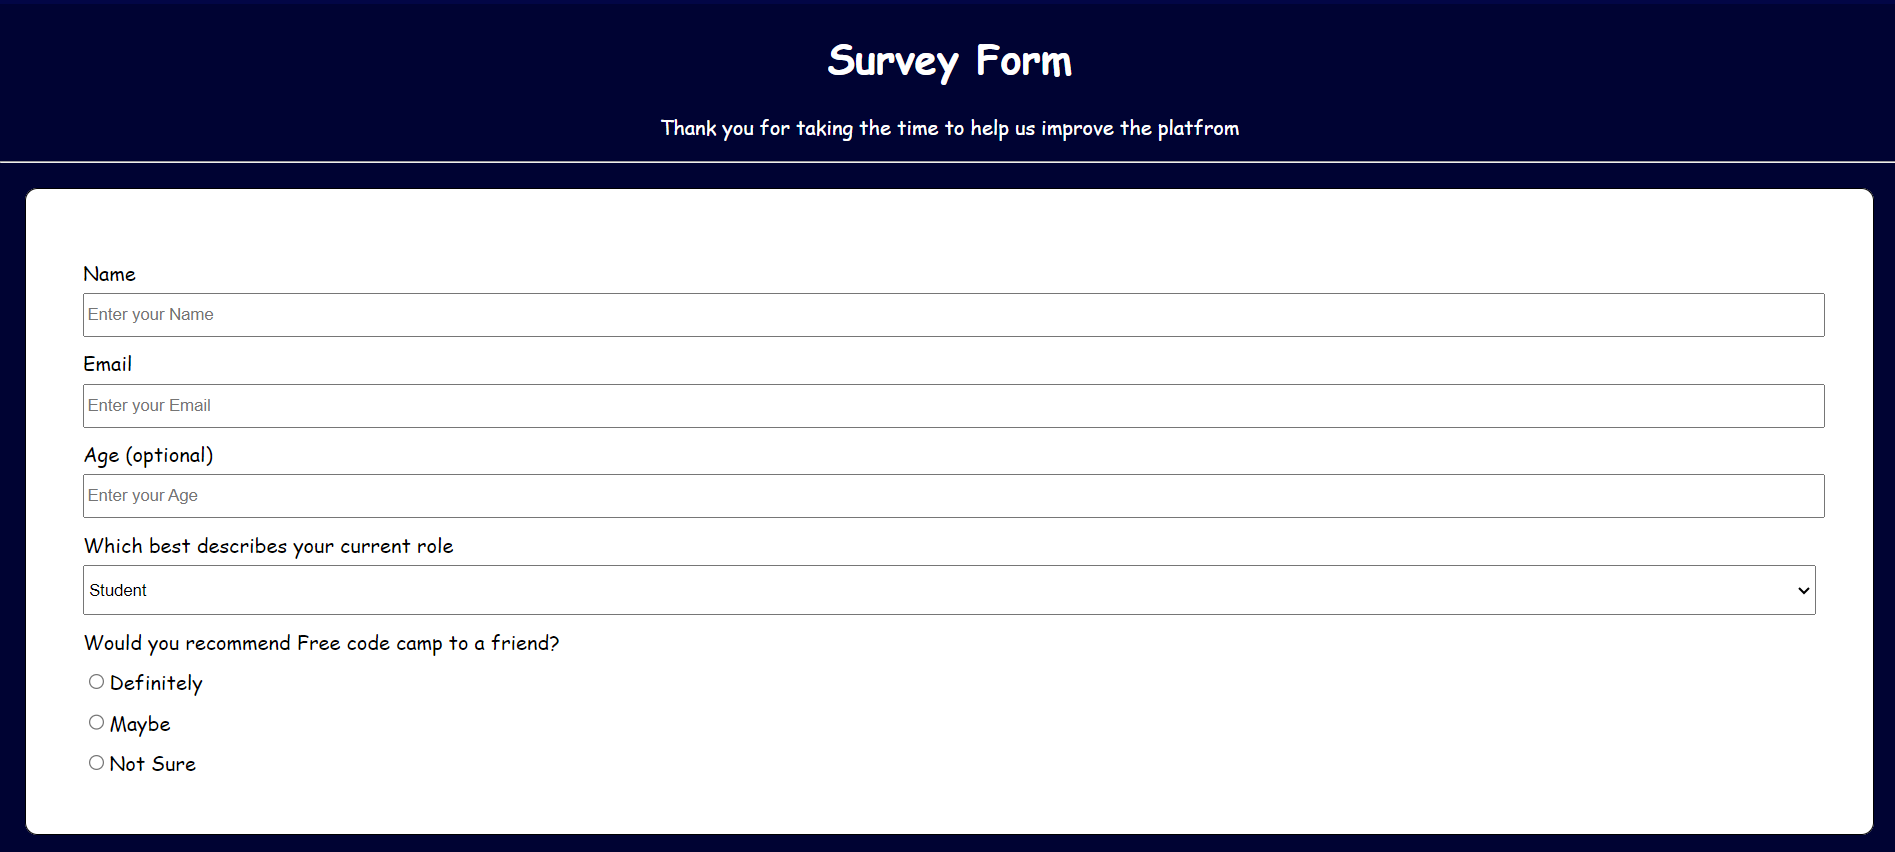 Survey Form
Thank you for taking the time to help us improve the platfrom
Name
Enter your Name
Email
Enter your Email
Age (optional)
Enter your Age
Which best describes your current role
Student
Would you recommend Free code camp to a friend?
Definitely
Maybe
Not Sure